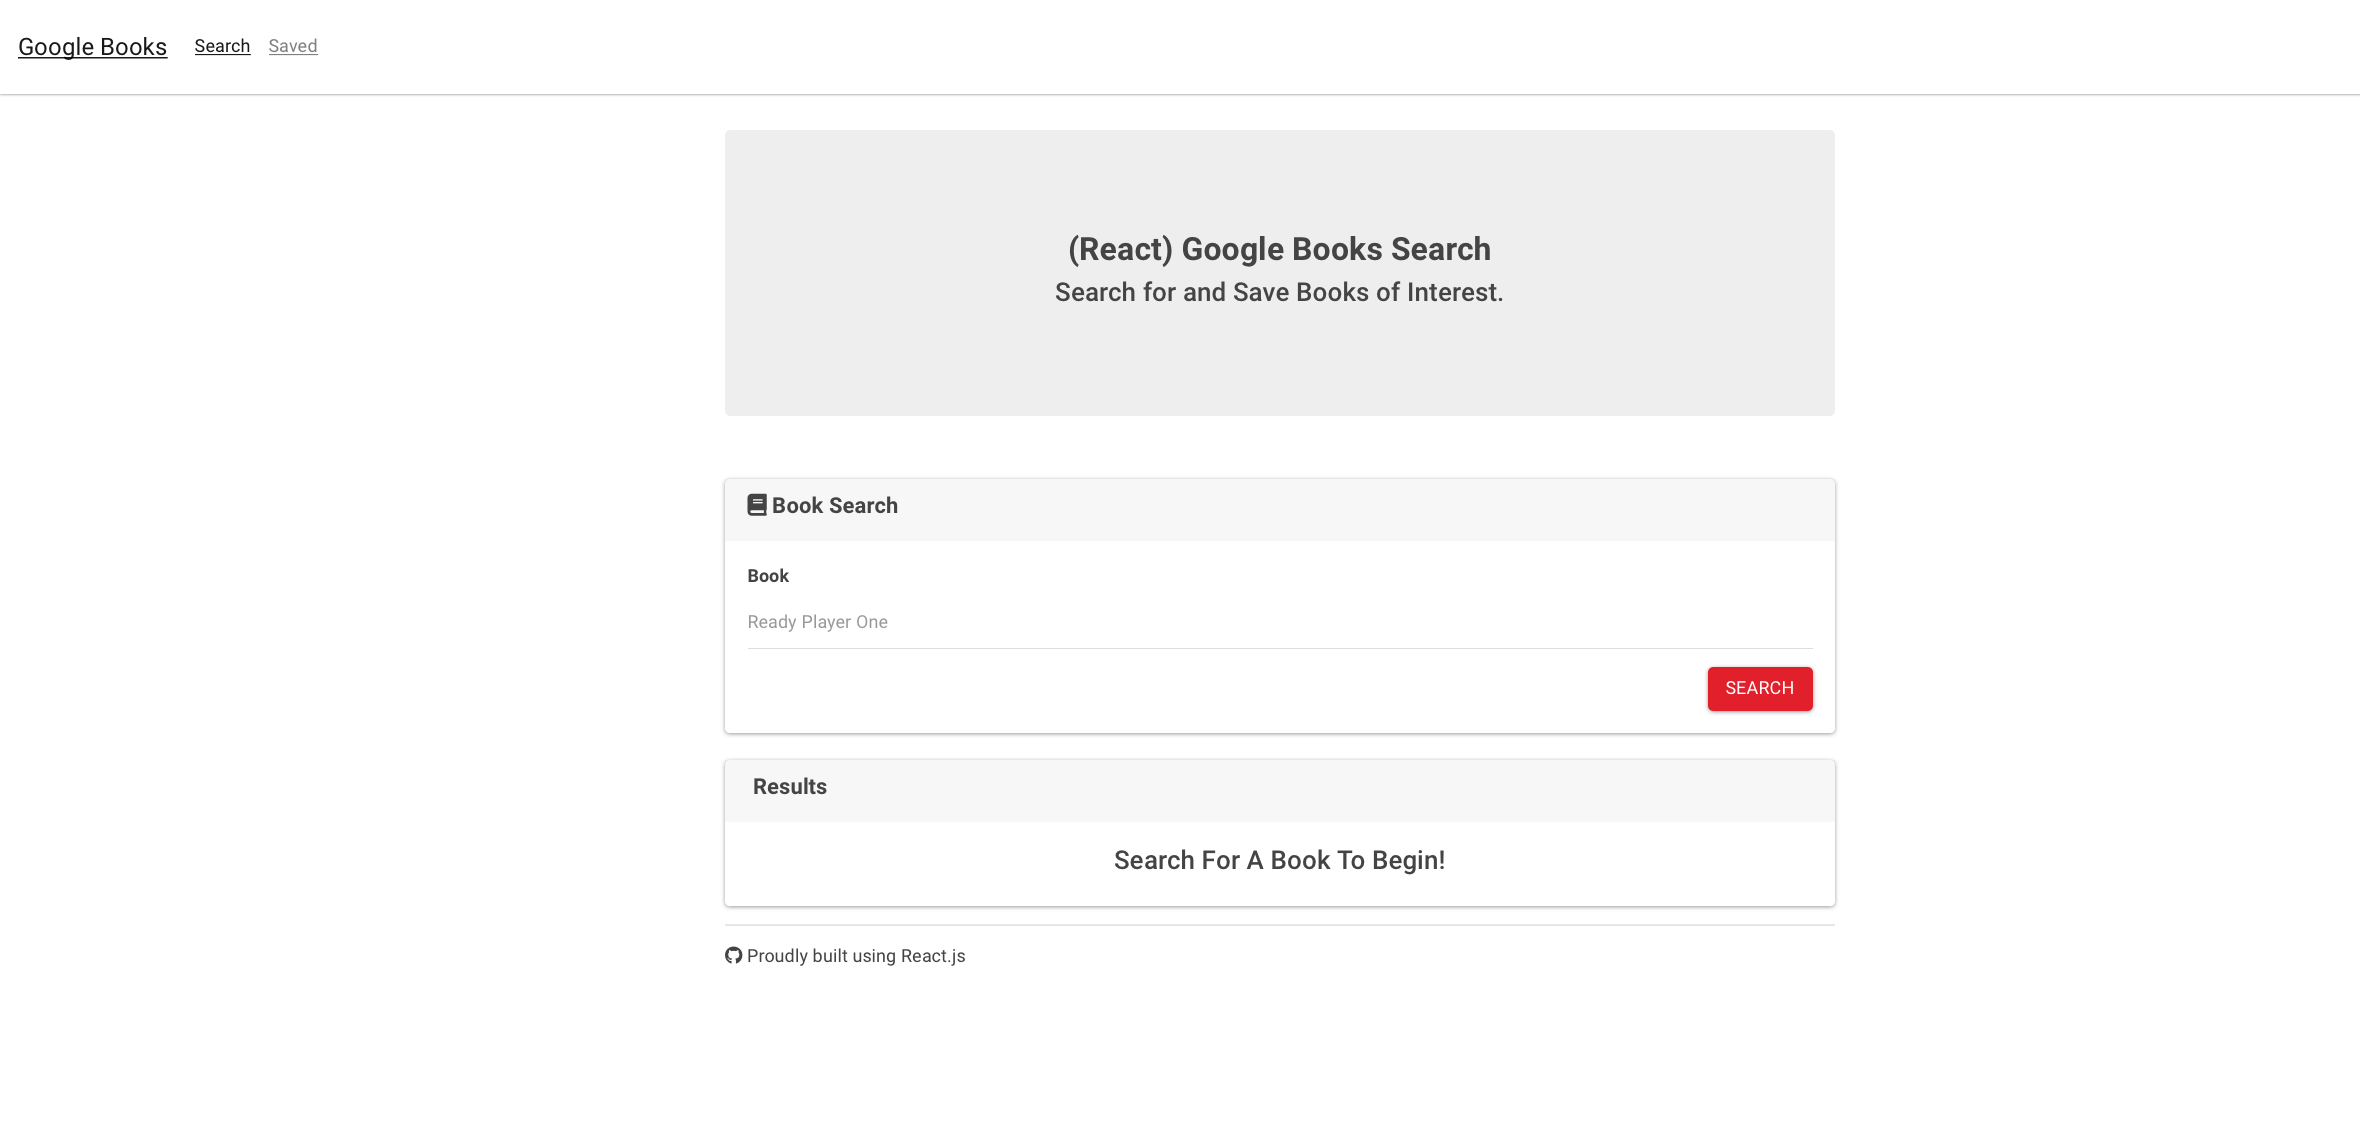 Google Books Search Saved
(React) Google Books Search
Search for and Save Books of Interest.
Book Search
Book
Ready Player One
SEARCH
Results
Search For A Book To Begin!
Proudly built using React.js